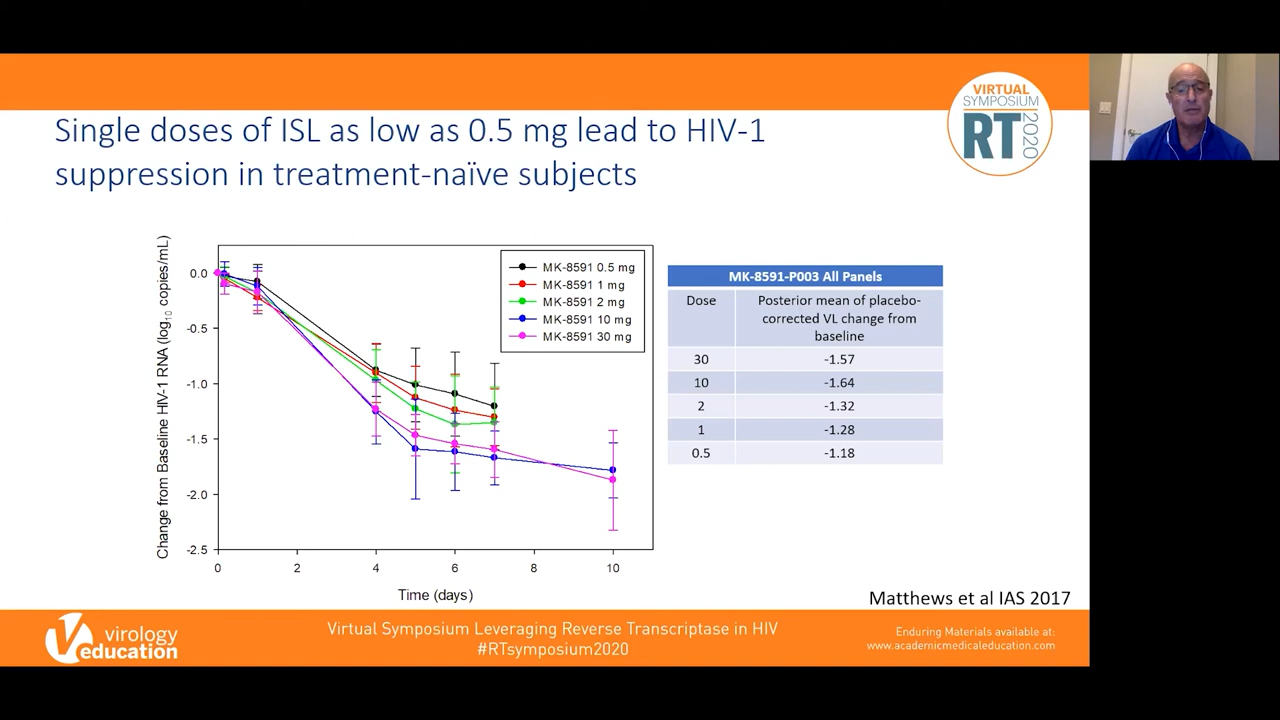 Single doses of ISL as low as 0.5 mg lead to HIV-1
suppression in treatment-naïve subjects
VIRTUAL
SYMPOSIUM
RT
2020
Change from Baseline HIV-1 RNA (log10 copies/mL)
0.0
-0.5
-1.0
-1.5
-2.0
-2.5
MK-8591 0.5 mg
MK-8591 1 mg
MK-8591 2 mg
MK-8591 10 mg
MK-8591 30 mg
0 2 4 6 8 10
Time (days)
MK-8591-P003 All Panels
Dose
Posterior mean of placebo-
corrected VL change from
baseline
30 -1.57
10 -1.64
2 -1.32
1 -1.28
0.5 -1.18
Matthews et al IAS 2017
virology
education
Virtual Symposium Leveraging Reverse Transcriptase in HIV
#RTsymposium2020
Enduring Materials available at:
www.academicmedicaleducation.com